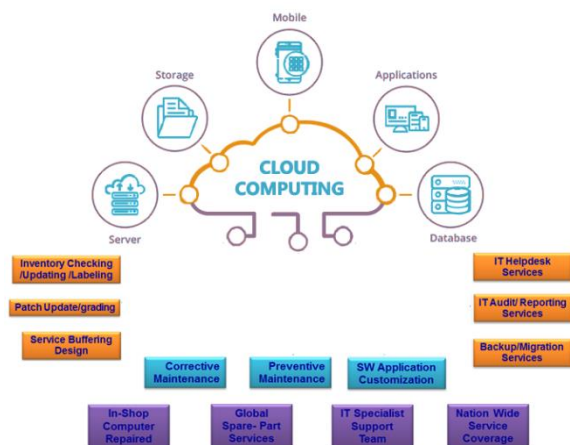 Mobile
Storage
Applications
CLOUD
COMPUTING
Server
Database
Inventory Checking
/Updating /Labeling
IT Helpdesk
Services
Patch Update/grading
IT Audit/ Reporting
Services
Service Buffering
Design
Backup/Migration
Services
Corrective
Maintenance
Preventive
Maintenance
SW Application
Customization
In-Shop
Computer
Repaired
Global
Spare- Part
Services
IT Specialist
Support
Team
Nation Wide
Service
Coverage